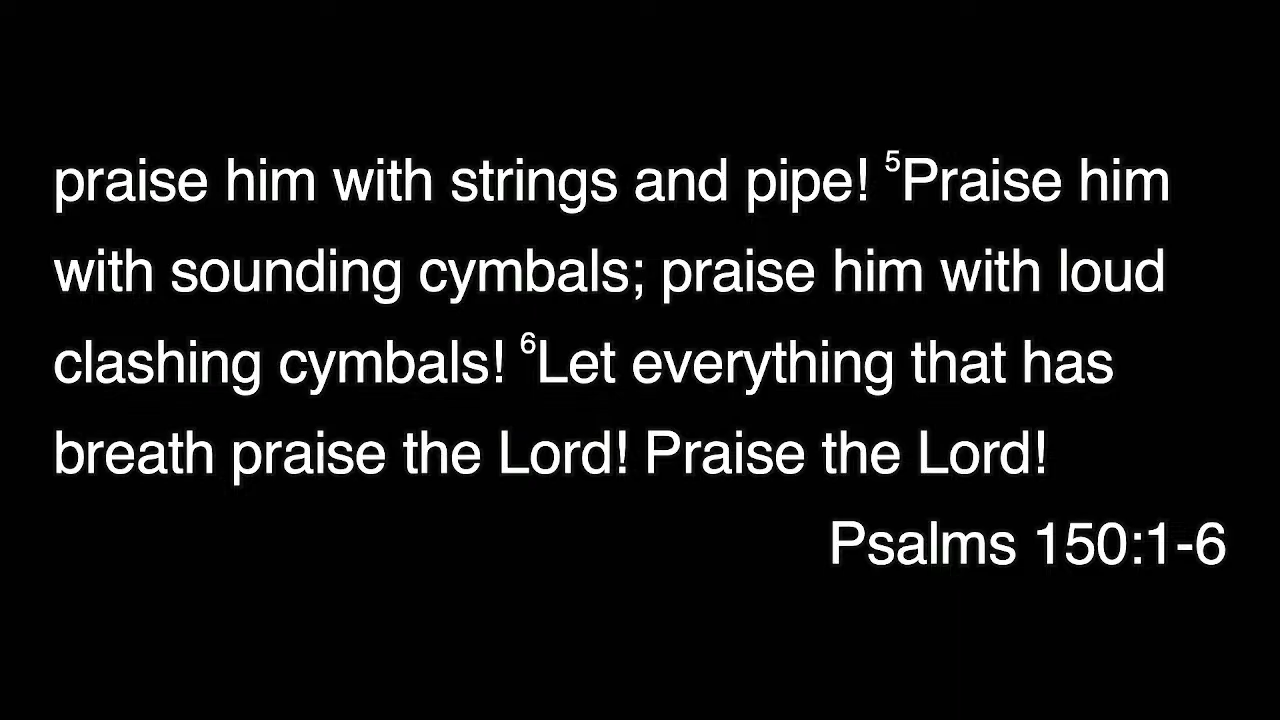 praise him with strings and pipe! ⁵Praise him
with sounding cymbals; praise him with loud
clashing cymbals! ⁶Let everything that has
breath praise the Lord! Praise the Lord!
Psalms 150:1-6